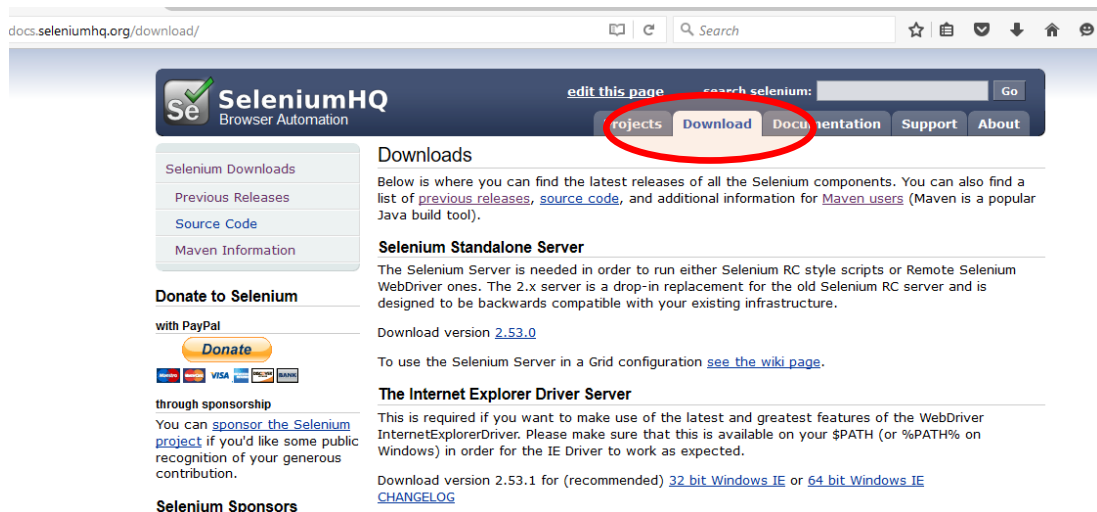 docs.seleniumhq.org/download/
Search
Se
SeleniumHQ
Browser Automation
edit this page
search selenium:
Go
Projects
Download
Documentation
Support
About
Selenium Downloads
Previous Releases
Source Code
Maven Information
Donate to Selenium
with PayPal
Donate
VISA
BANK
through sponsorship
You can sponsor the Selenium
project if you'd like some public
recognition of your generous
contribution.
Selenium Sponsors
Downloads
Below is where you can find the latest releases of all the Selenium components. You can also find a
list of previous releases, source code, and additional information for Maven users (Maven is a popular
Java build tool).
Selenium Standalone Server
The Selenium Server is needed in order to run either Selenium RC style scripts or Remote Selenium
WebDriver ones. The 2.x server is a drop-in replacement for the old Selenium RC server and is
designed to be backwards compatible with your existing infrastructure.
Download version 2.53.0
To use the Selenium Server in a Grid configuration see the wiki page.
The Internet Explorer Driver Server
This is required if you want to make use of the latest and greatest features of the WebDriver
InternetExplorerDriver. Please make sure that this is available on your $PATH (or %PATH% on
Windows) in order for the IE Driver to work as expected.
Download version 2.53.1 for (recommended) 32 bit Windows IE or 64 bit Windows IE
CHANGELOG